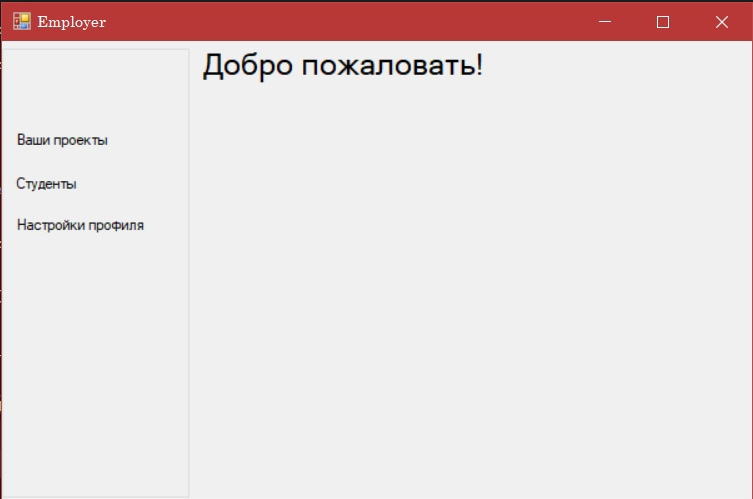 Employer
Добро пожаловать!
Ваши проекты
Студенты
Настройки профиля